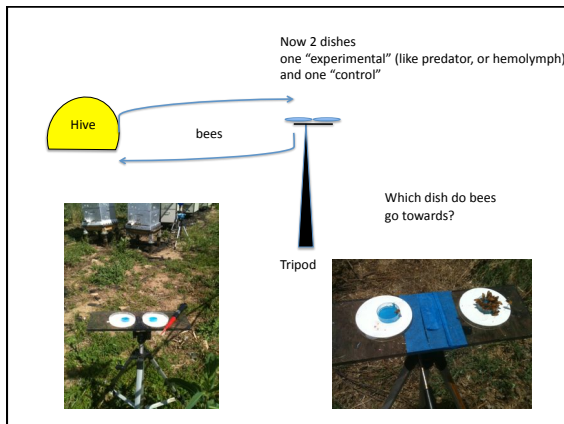 Now 2 dishes
one “experimental” (like predator, or hemolymph)
and one “control”
Hive
bees
Which dish do bees
go towards?
Tripod